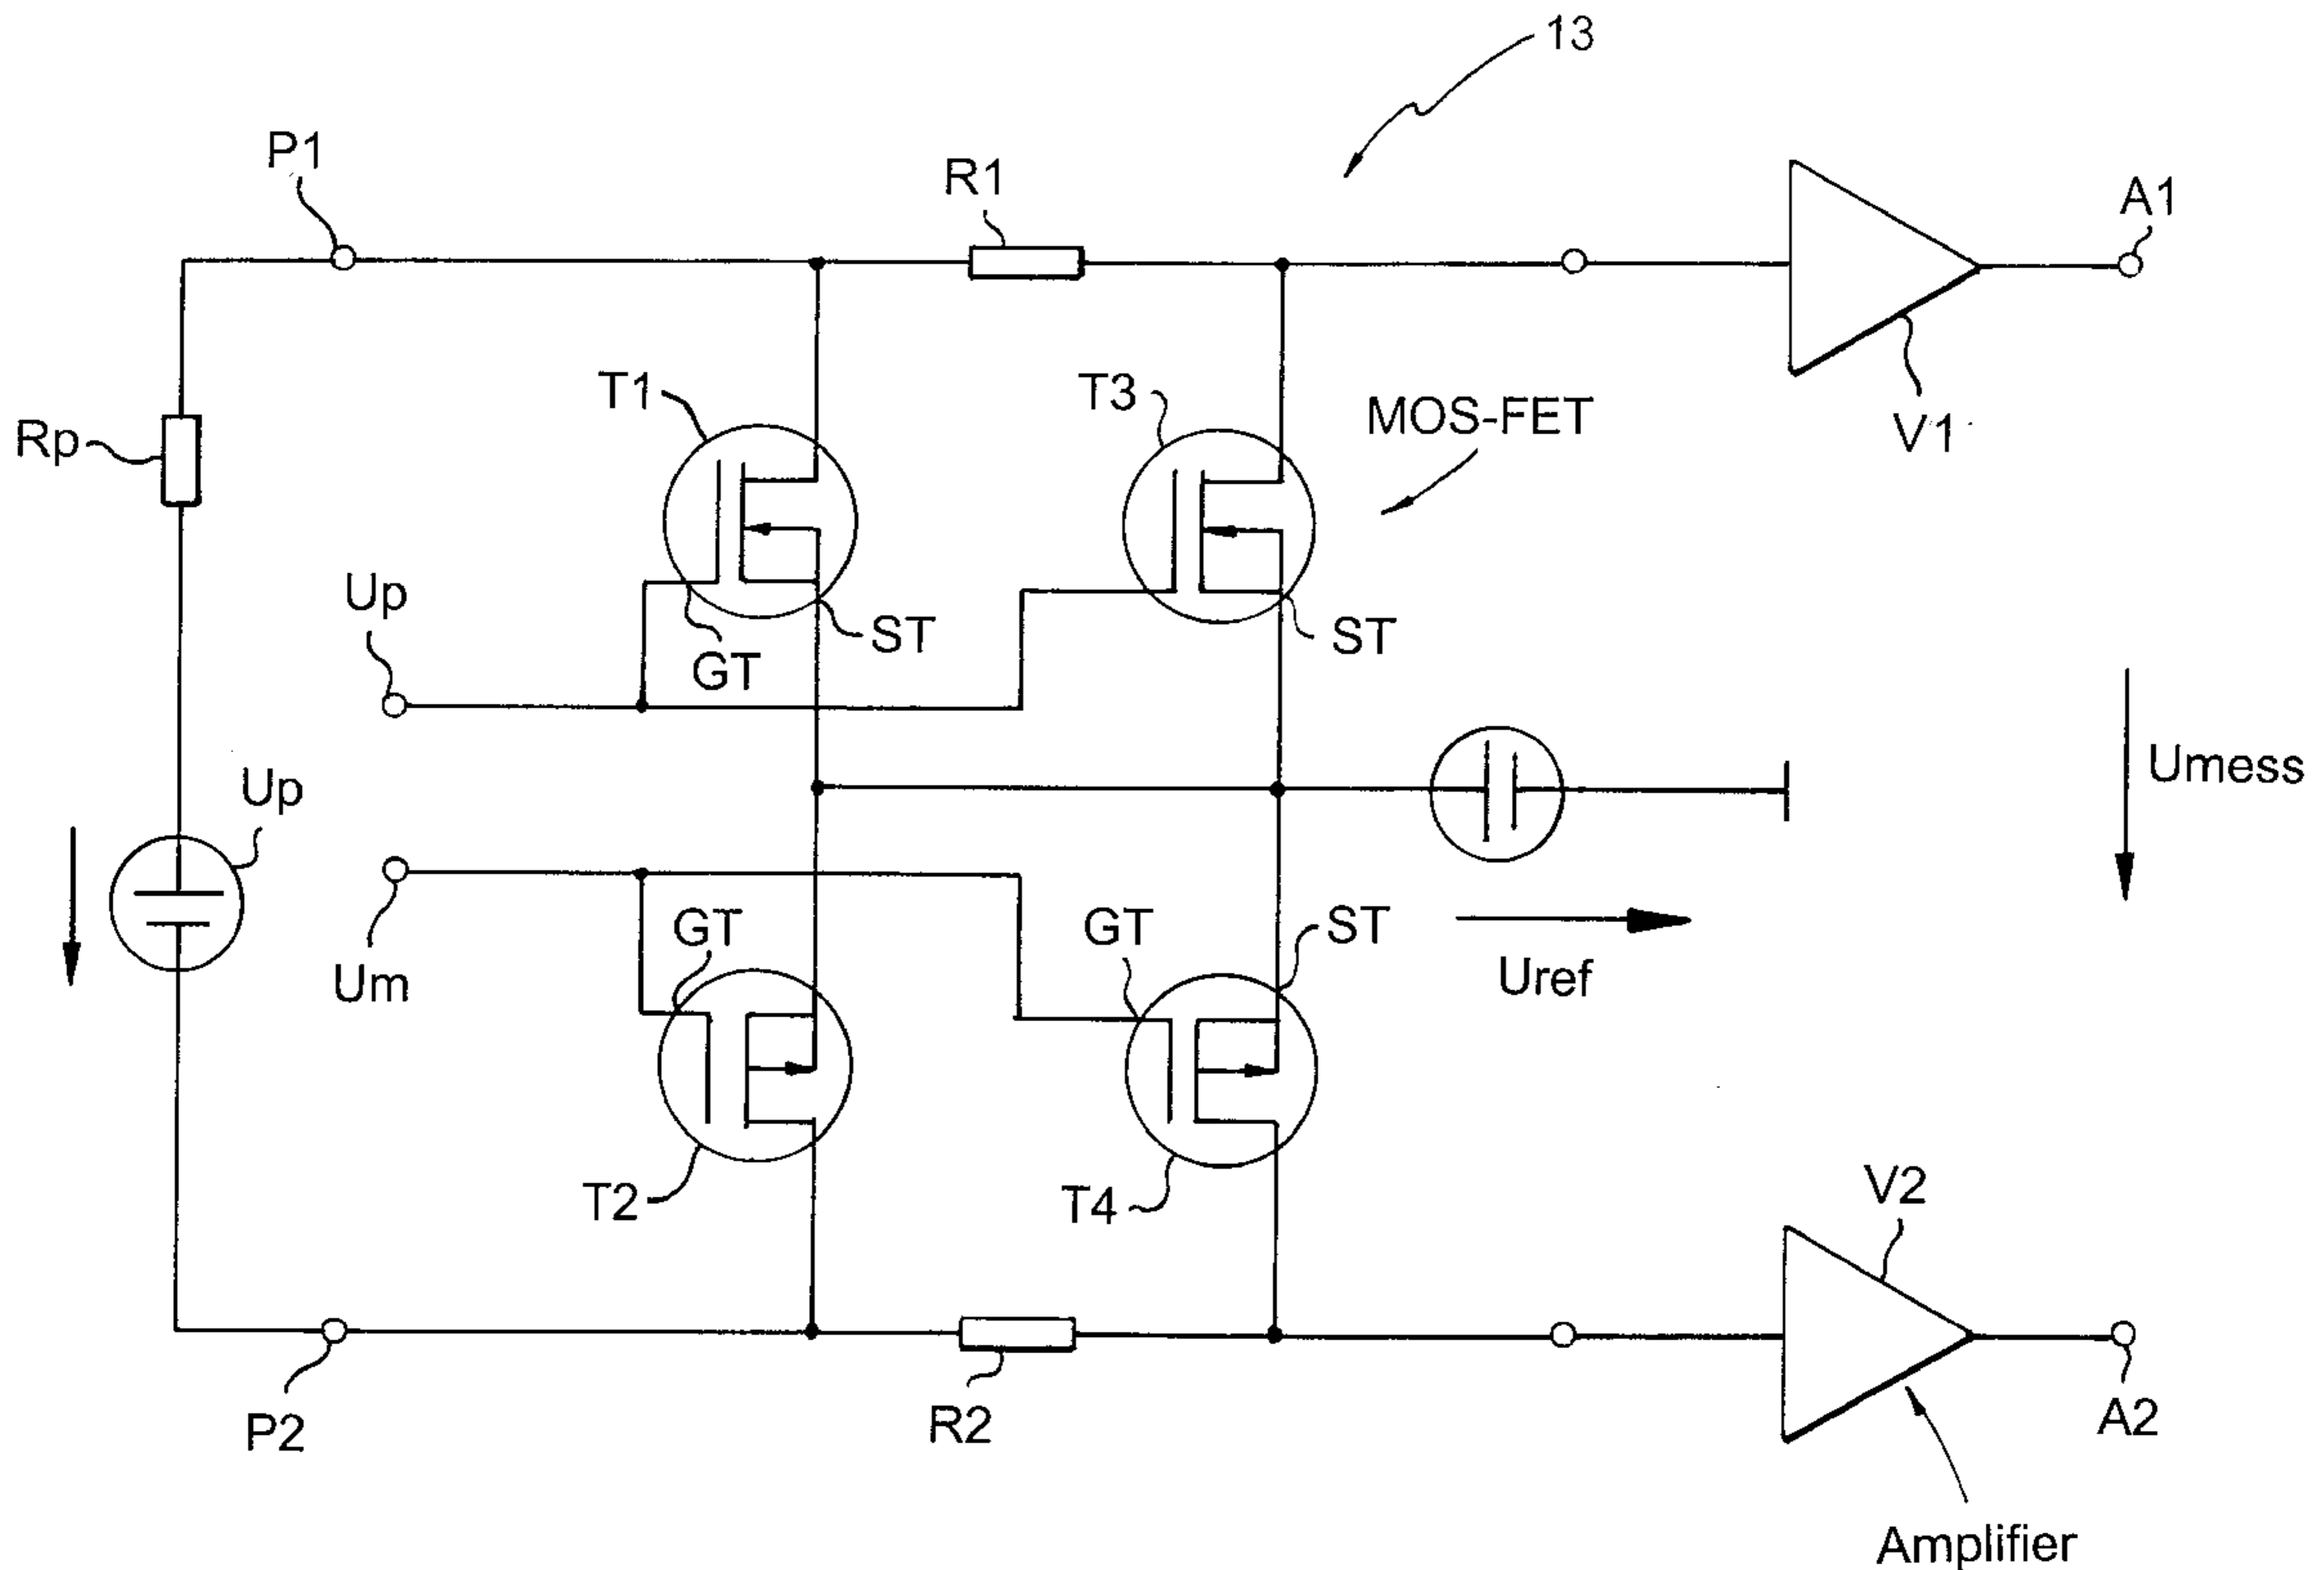 13
P1
R1
A1
T1
T3
MOS-FET
V1
Rp
Up
ST
ST
GT
Up
Umess
GT
GT
ST
Um
Uref
T2
T4
V2
P2
R2
A2
Amplifier